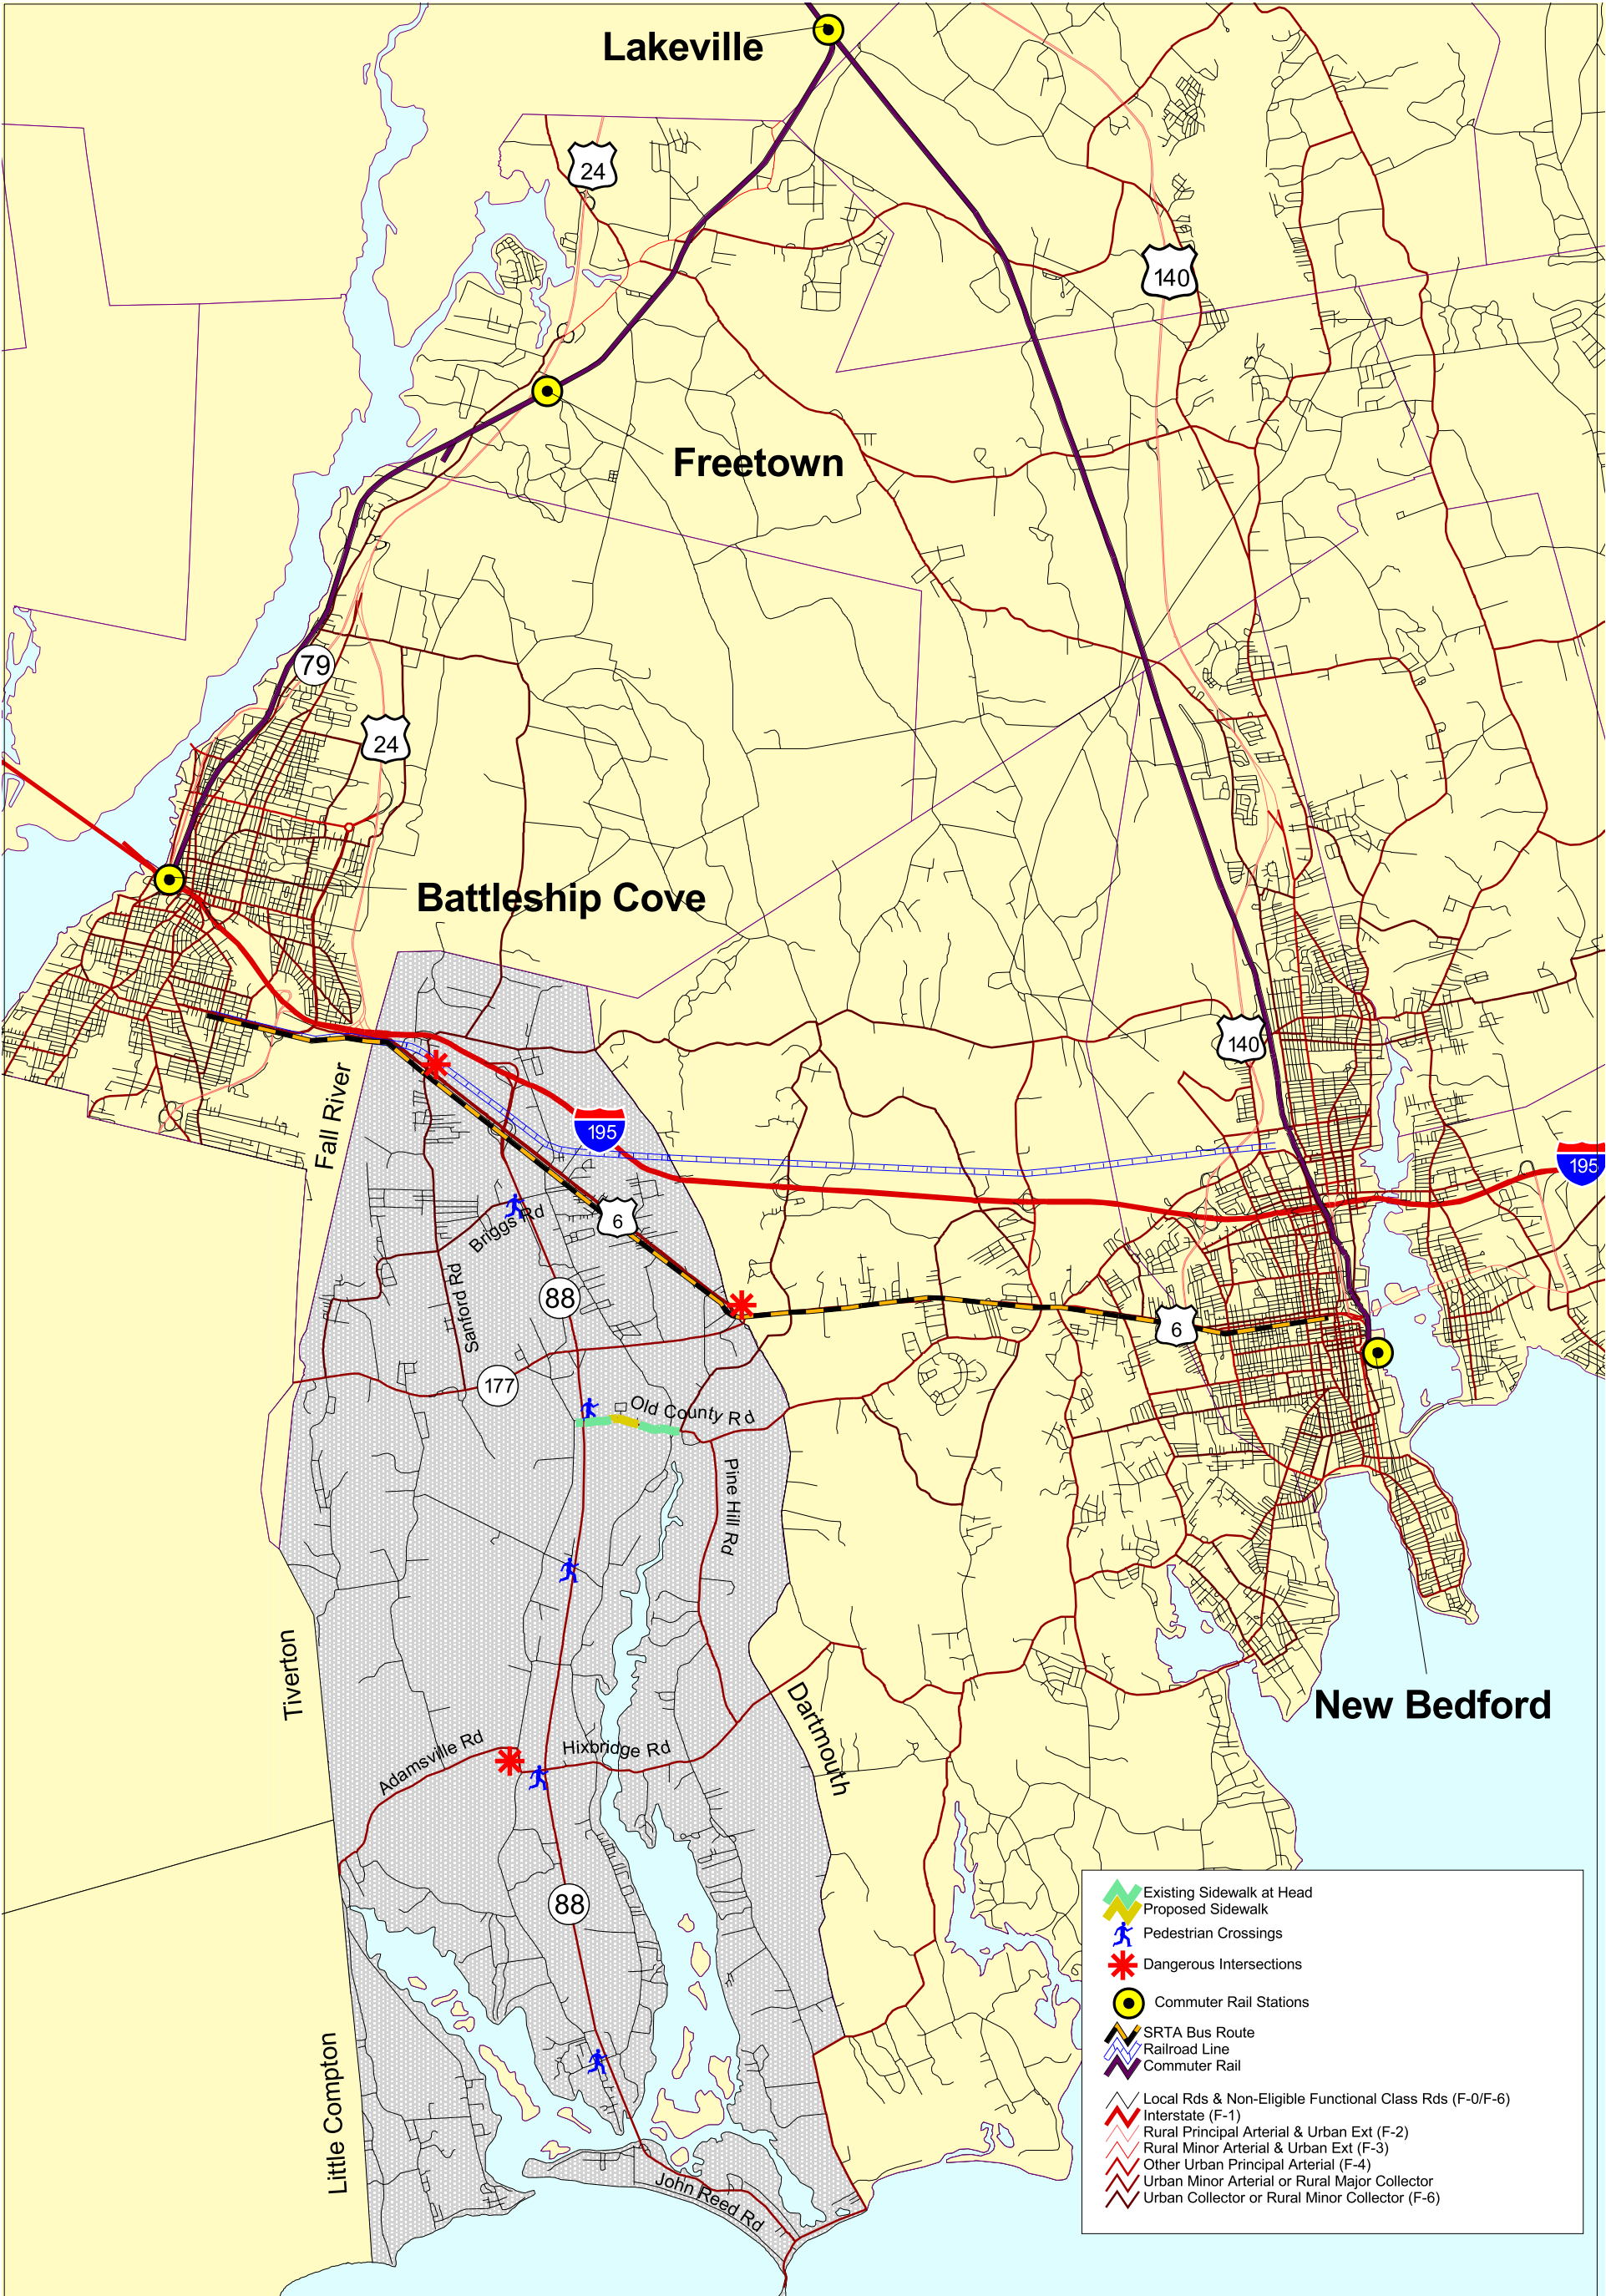 Lakeville
24
140
Freetown
79
24
Battleship Cove
140
Fall River
195
195
6
Briggs Rd
Sanford Rd
88
6
177
Old County Rd
Pine Hill Rd
Tiverton
Dartmouth
New Bedford
Adamsville Rd
Hixbridge Rd
88
Little Compton
John Reed Rd
Existing Sidewalk at Head
Proposed Sidewalk
Pedestrian Crossings
Dangerous Intersections
Commuter Rail Stations
SRTA Bus Route
Railroad Line
Commuter Rail
Local Rds & Non-Eligible Functional Class Rds (F-0/F-6)
Interstate (F-1)
Rural Principal Arterial & Urban Ext (F-2)
Rural Minor Arterial & Urban Ext (F-3)
Other Urban Principal Arterial (F-4)
Urban Minor Arterial or Rural Major Collector
Urban Collector or Rural Minor Collector (F-6)